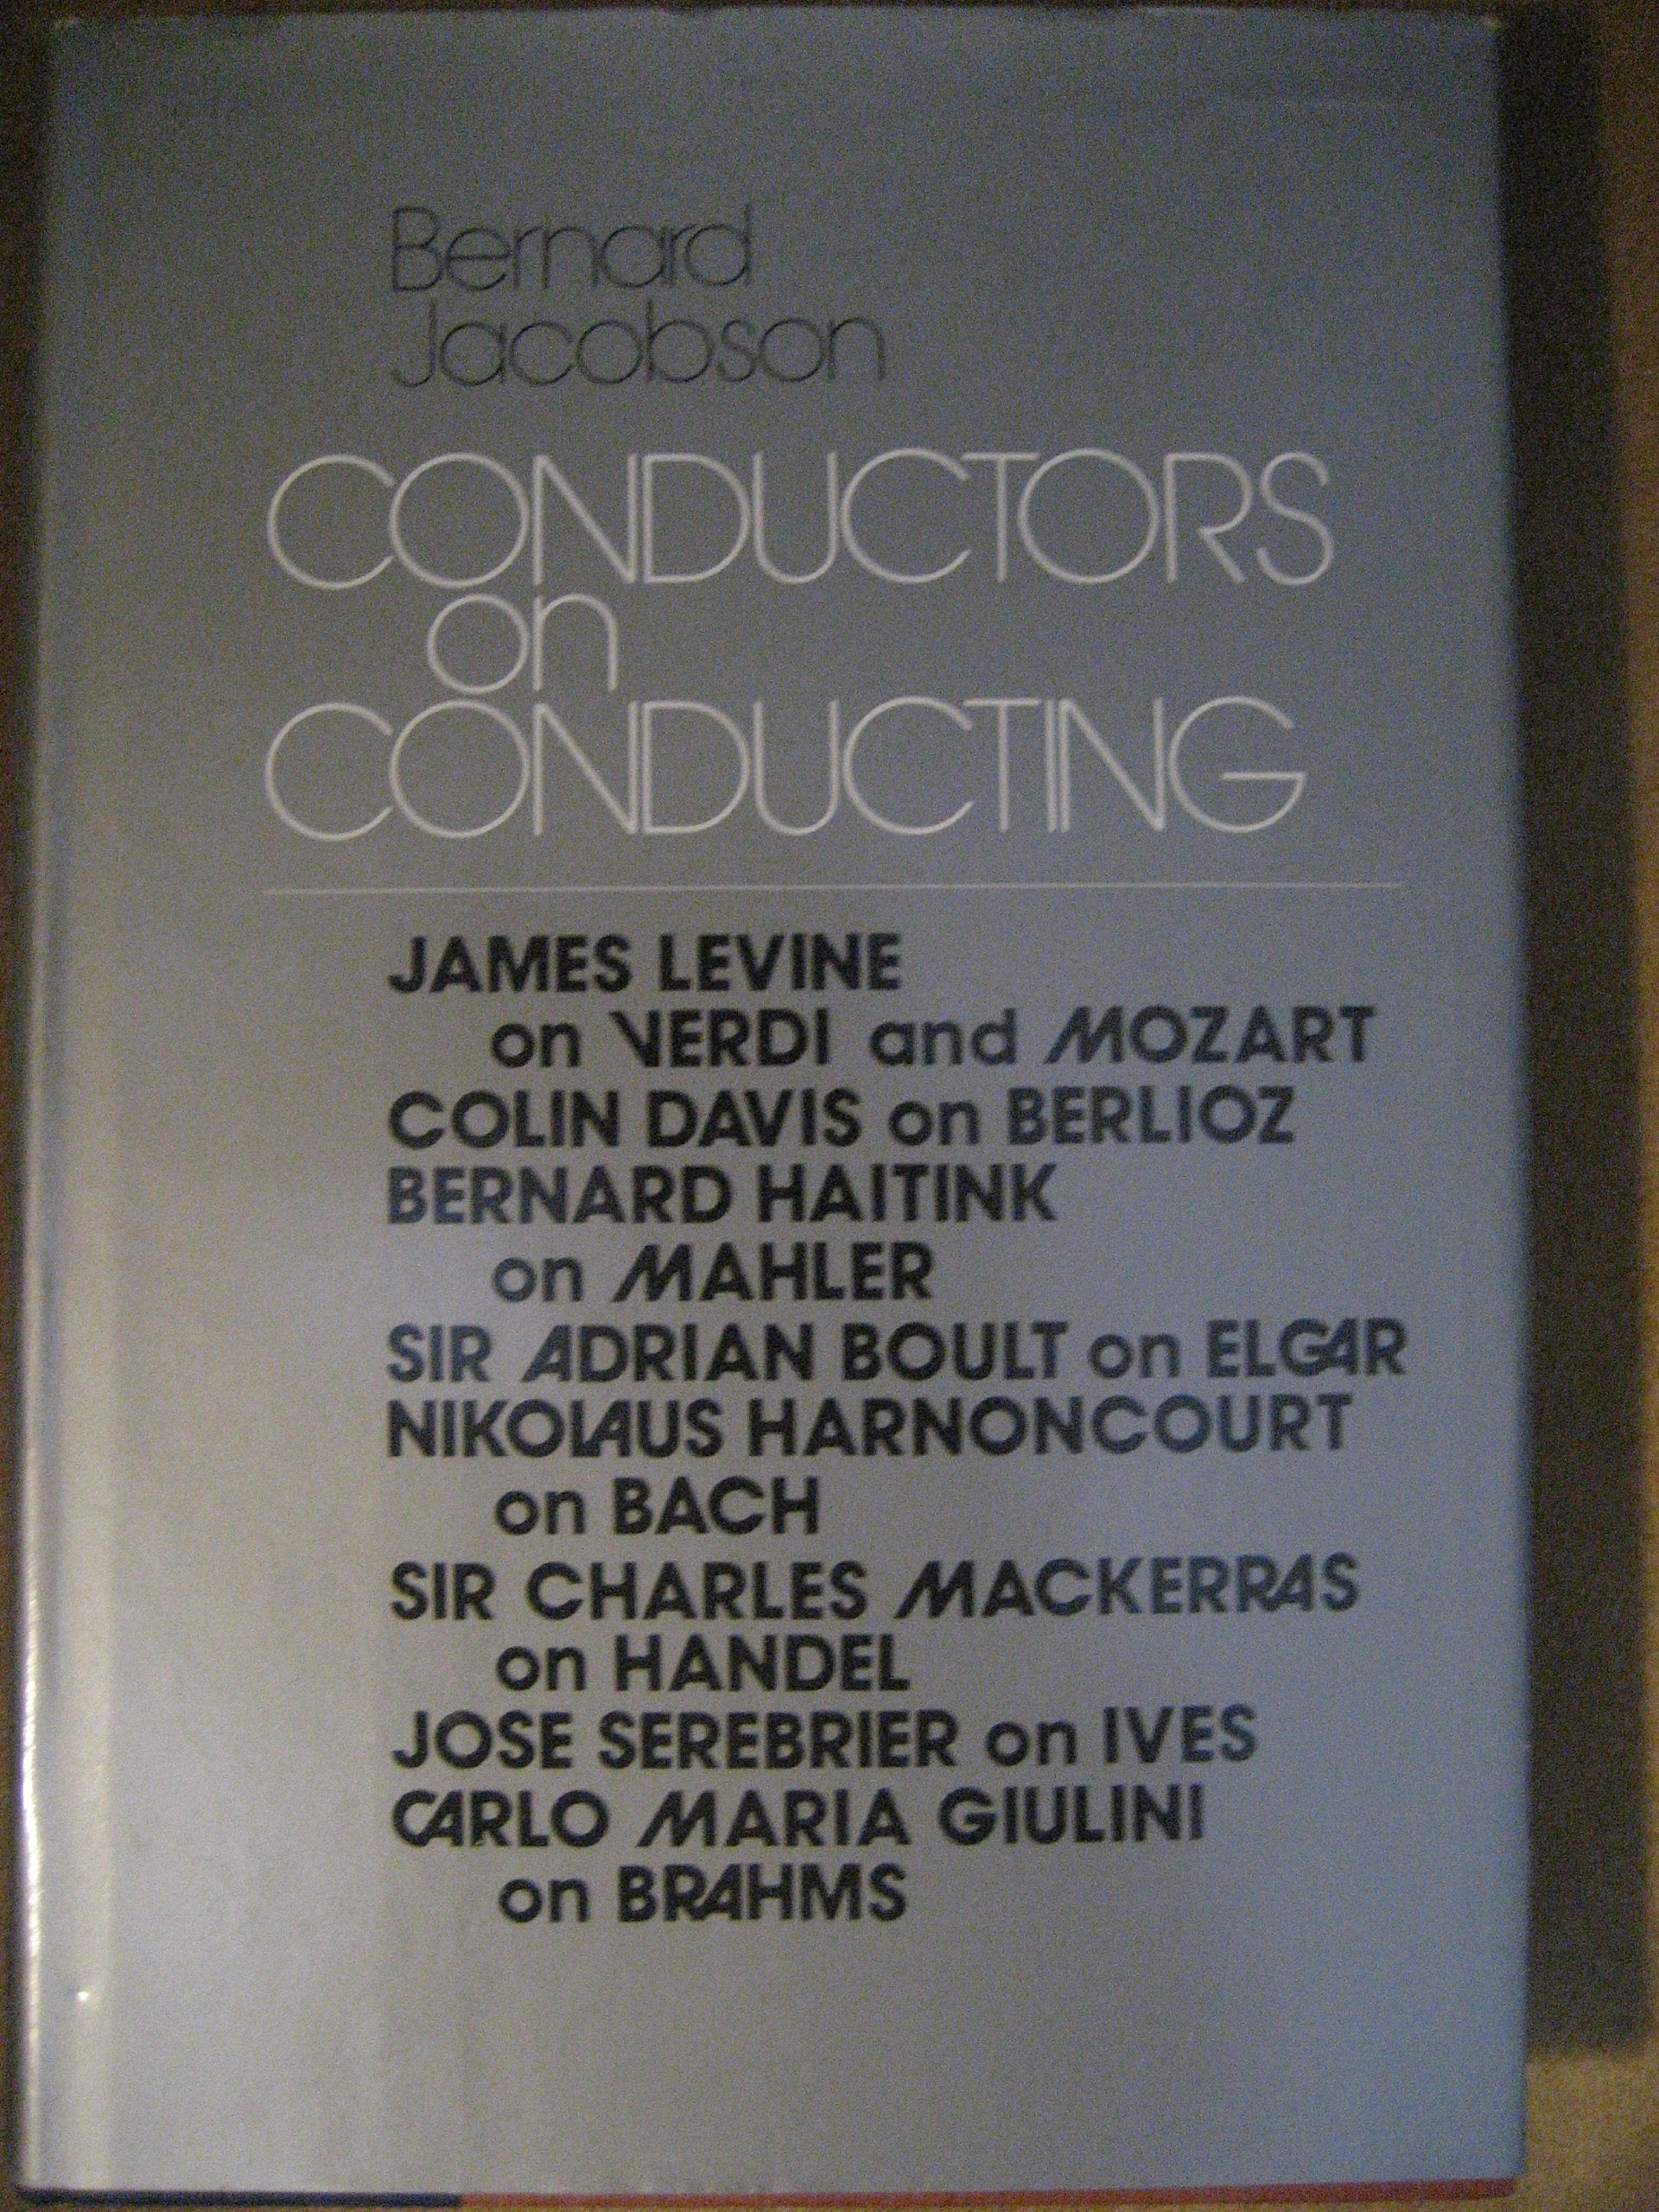 Bernard
Jacobson
CONDUCTORS
on
CONDUCTING
JAMES LEVINE
on VERDI and MOZART
COLIN DAVIS on BERLIOZ
BERNARD HAITINK
on MAHLER
SIR ADRIAN BOULT on ELGAR
NIKOLAUS HARNONCOURT
on BACH
SIR CHARLES MACKERRAS
on HANDEL
JOSE SEREBRIER on IVES
CARLO MARIA GIULINI
on BRAHMS